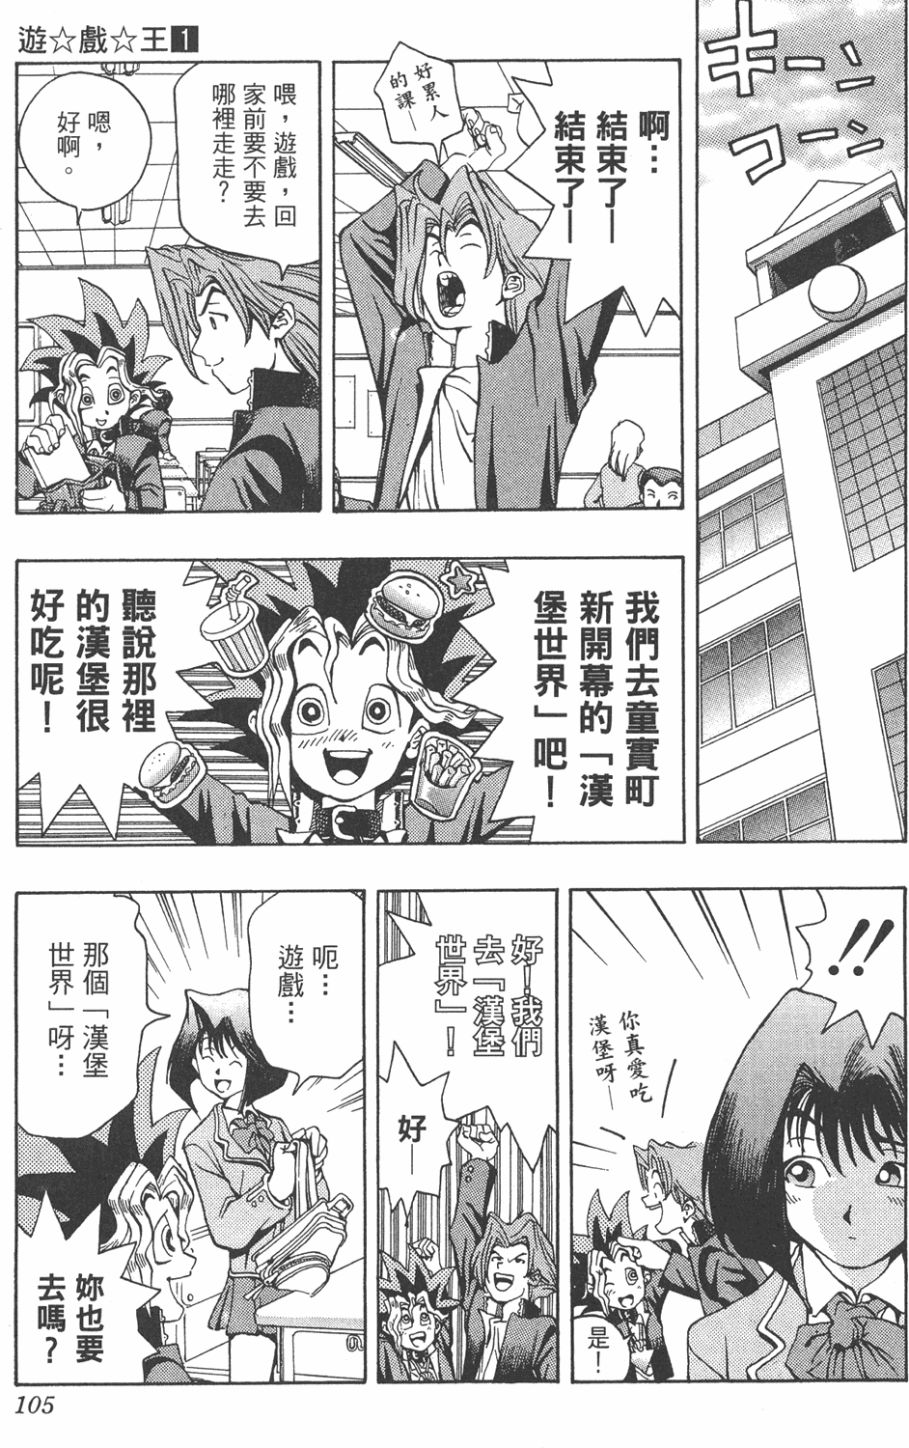 遊☆戲☆王1
キーン
コーン
啊…
結束了—
結束了—
好累人
的課—
喂，遊戲，回
家前要不要去
哪裡走走？
嗯，
好啊。
我們去童實町
新開幕的「漢
堡世界」吧！
聽說那裡
的漢堡很
好吃呢！
!!
你真愛吃
漢堡呀—
是！
好！我們
去「漢堡
世界」！
好—
呃…
遊戲…
那個「漢堡
世界」呀…
妳也要
去嗎？
105